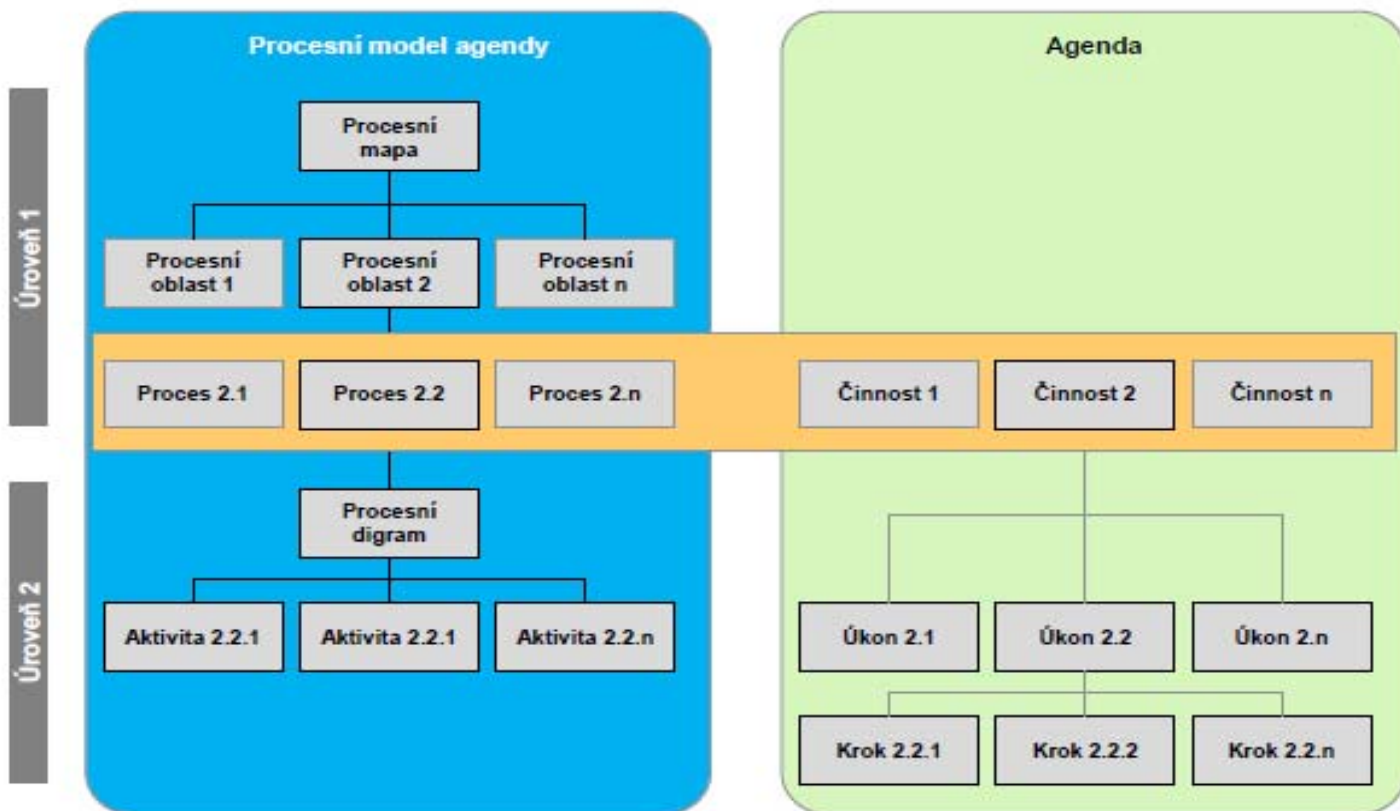 Procesní model agendy
Agenda
Úroveň 1
Procesní
mapa
Procesní
oblast 1
Procesní
oblast 2
Procesní
oblast n
Proces 2.1
Proces 2.2
Proces 2.n
Činnost 1
Činnost 2
Činnost n
Úroveň 2
Procesní
digram
Aktivita 2.2.1
Aktivita 2.2.1
Aktivita 2.2.n
Úkon 2.1
Úkon 2.2
Úkon 2.n
Krok 2.2.1
Krok 2.2.2
Krok 2.2.n